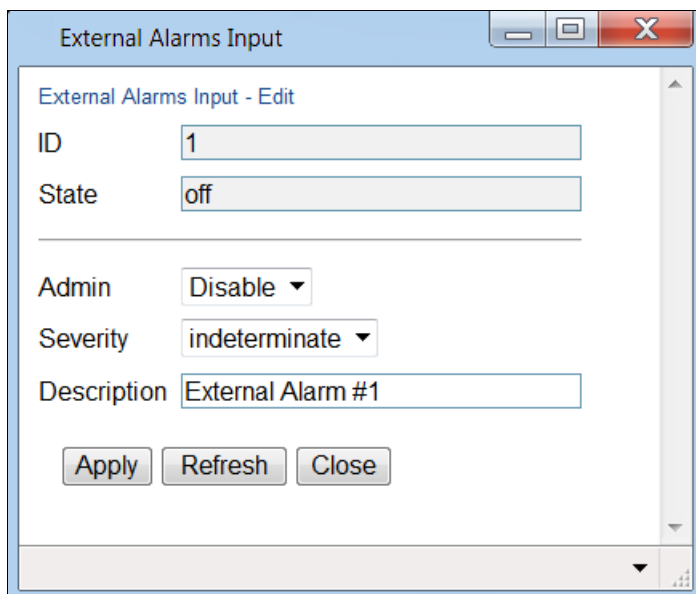 External Alarms Input
External Alarms Input - Edit
ID 1
State off
Admin Disable
Severity indeterminate
Description External Alarm #1
Apply Refresh Close